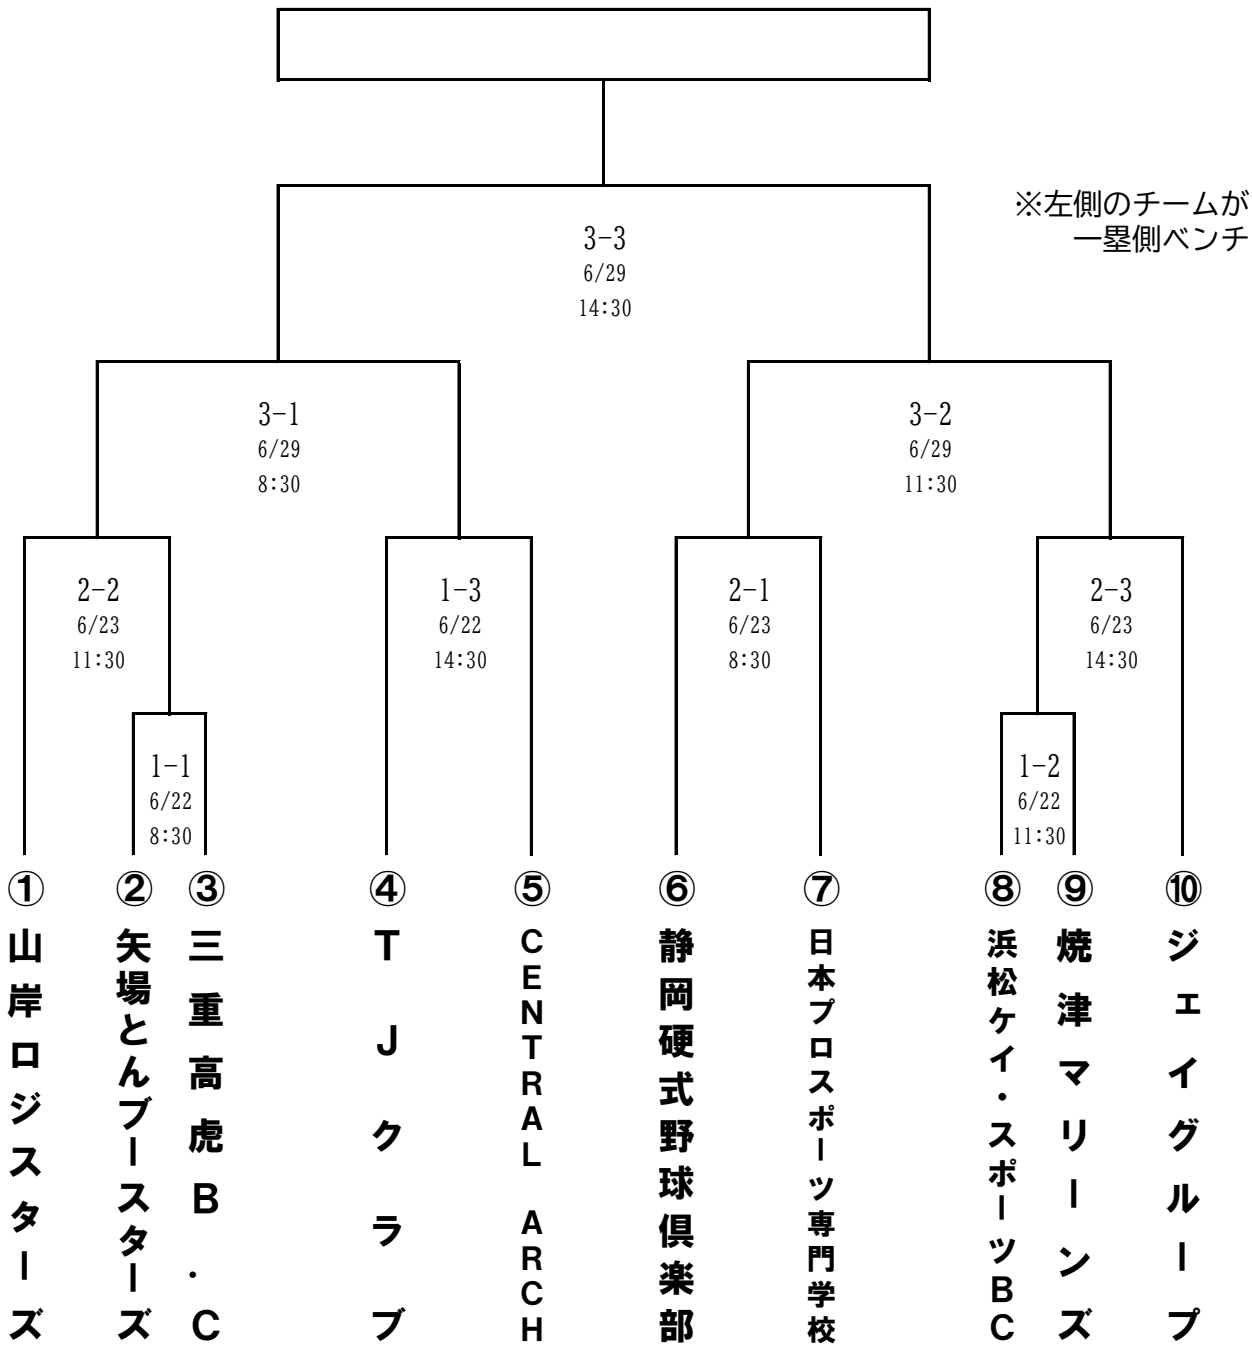 ※左側のチームが
一塁側ベンチ
3-3
6/29
14:30
3-1
6/29
8:30
3-2
6/29
11:30
2-2
6/23
11:30
1-3
6/22
14:30
2-1
6/23
8:30
2-3
6/23
14:30
1-1
6/22
8:30
1-2
6/22
11:30
①山岸ロジスターズ
②矢場とんブースターズ
③三重高虎B.C
④TJクラブ
⑤CENTRAL ARCH
⑥静岡硬式野球倶楽部
⑦日本プロスポーツ専門学校
⑧浜松ケイ・スポーツBC
⑨焼津マリーンズ
⑩ジェイグループ